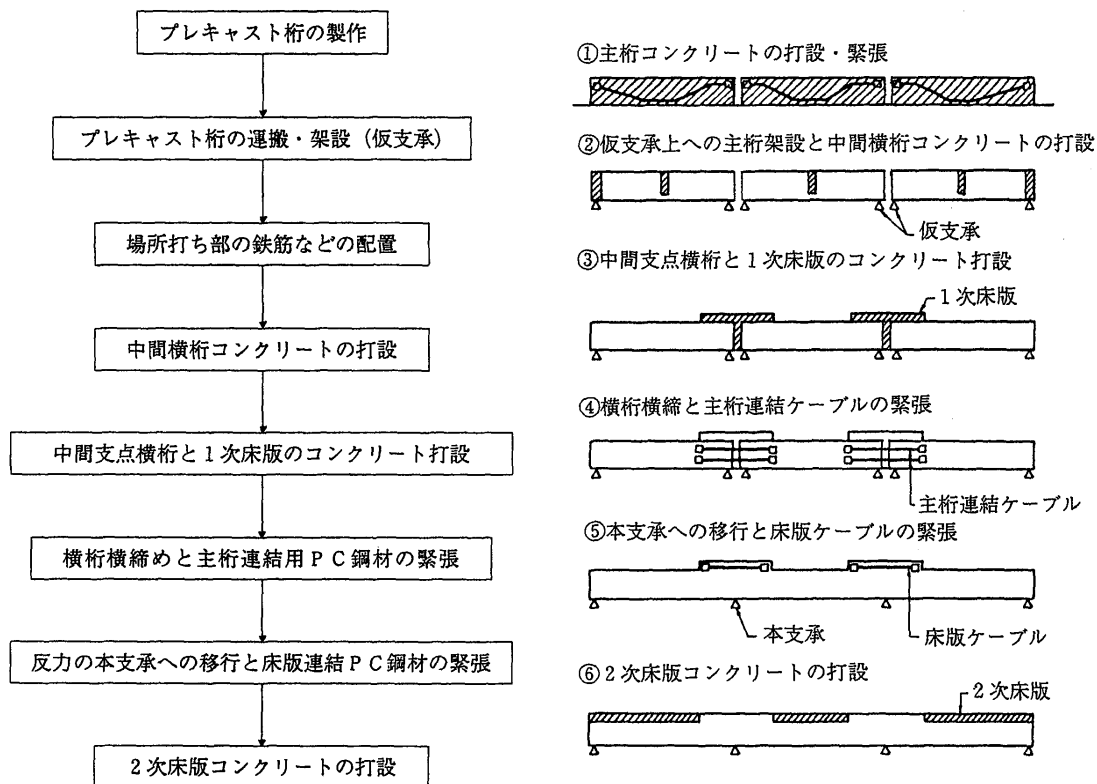 プレキャスト桁の製作
プレキャスト桁の運搬・架設（仮支承）
場所打ち部の鉄筋などの配置
中間横桁コンクリートの打設
中間支点横桁と１次床版のコンクリート打設
横桁横締めと主桁連結用ＰＣ鋼材の緊張
反力の本支承への移行と床版連結ＰＣ鋼材の緊張
２次床版コンクリートの打設
①主桁コンクリートの打設・緊張
②仮支承上への主桁架設と中間横桁コンクリートの打設
仮支承
③中間支点横桁と１次床版のコンクリート打設
１次床版
④横桁横締と主桁連結ケーブルの緊張
主桁連結ケーブル
⑤本支承への移行と床版ケーブルの緊張
本支承
床版ケーブル
⑥２次床版コンクリートの打設
２次床版